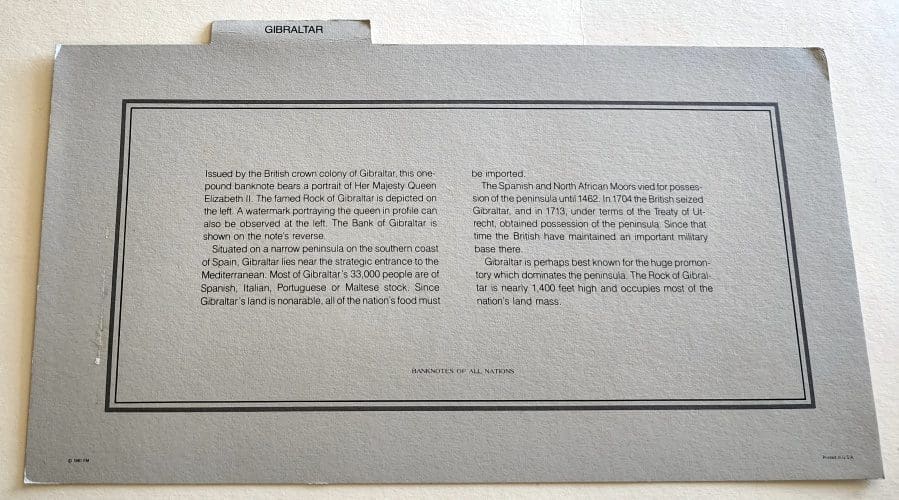 GIBRALTAR
Issued by the British crown colony of Gibraltar, this one-
pound banknote bears a portrait of Her Majesty Queen
Elizabeth II. The famed Rock of Gibraltar is depicted on
the left. A watermark portraying the queen in profile can
also be observed at the left. The Bank of Gibraltar is
shown on the note's reverse.
Situated on a narrow peninsula on the southern coast
of Spain, Gibraltar lies near the strategic entrance to the
Mediterranean. Most of Gibraltar's 33,000 people are of
Spanish, Italian, Portuguese or Maltese stock. Since
Gibraltar's land is nonarable, all of the nation's food must
be imported.
The Spanish and North African Moors vied for posses-
sion of the peninsula until 1462. In 1704 the British seized
Gibraltar, and in 1713, under terms of the Treaty of Ut-
recht, obtained possession of the peninsula. Since that
time the British have maintained an important military
base there.
Gibraltar is perhaps best known for the huge promon-
tory which dominates the peninsula. The Rock of Gibral-
tar is nearly 1,400 feet high and occupies most of the
nation's land mass.
BANKNOTES OF ALL NATIONS
©
Printed in U.S.A.